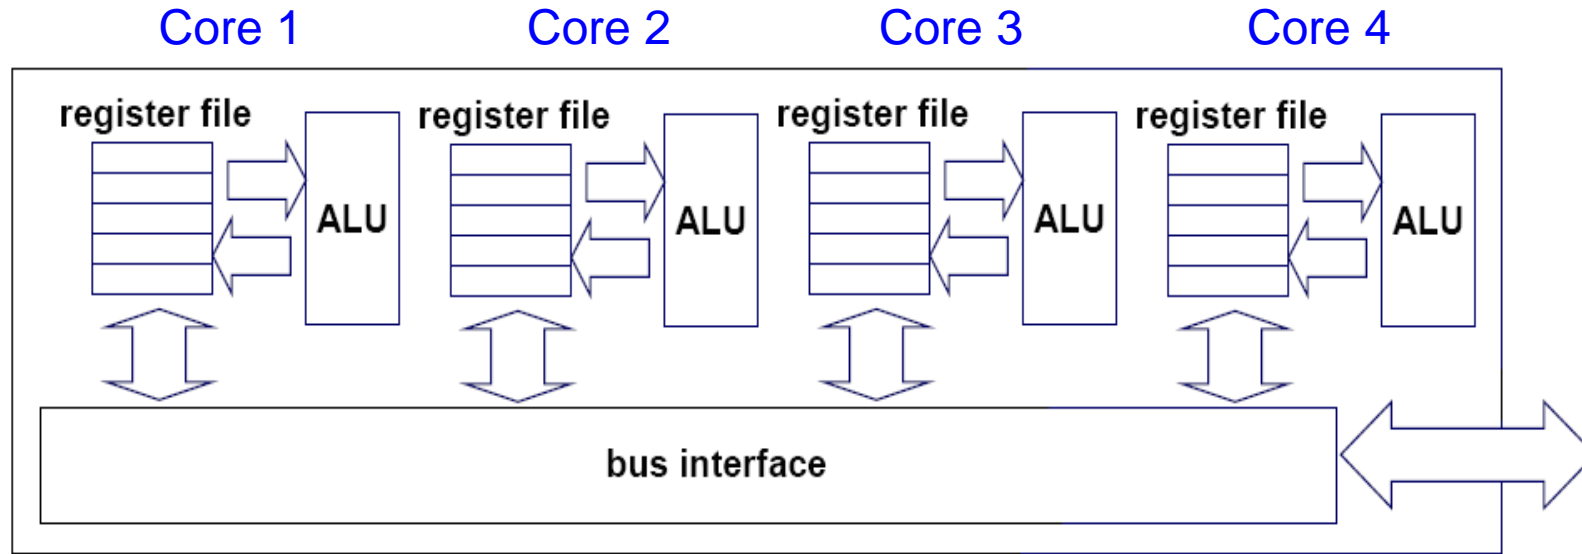 Core 1 Core 2 Core 3 Core 4
register file register file register file register file
ALU ALU ALU ALU
bus interface